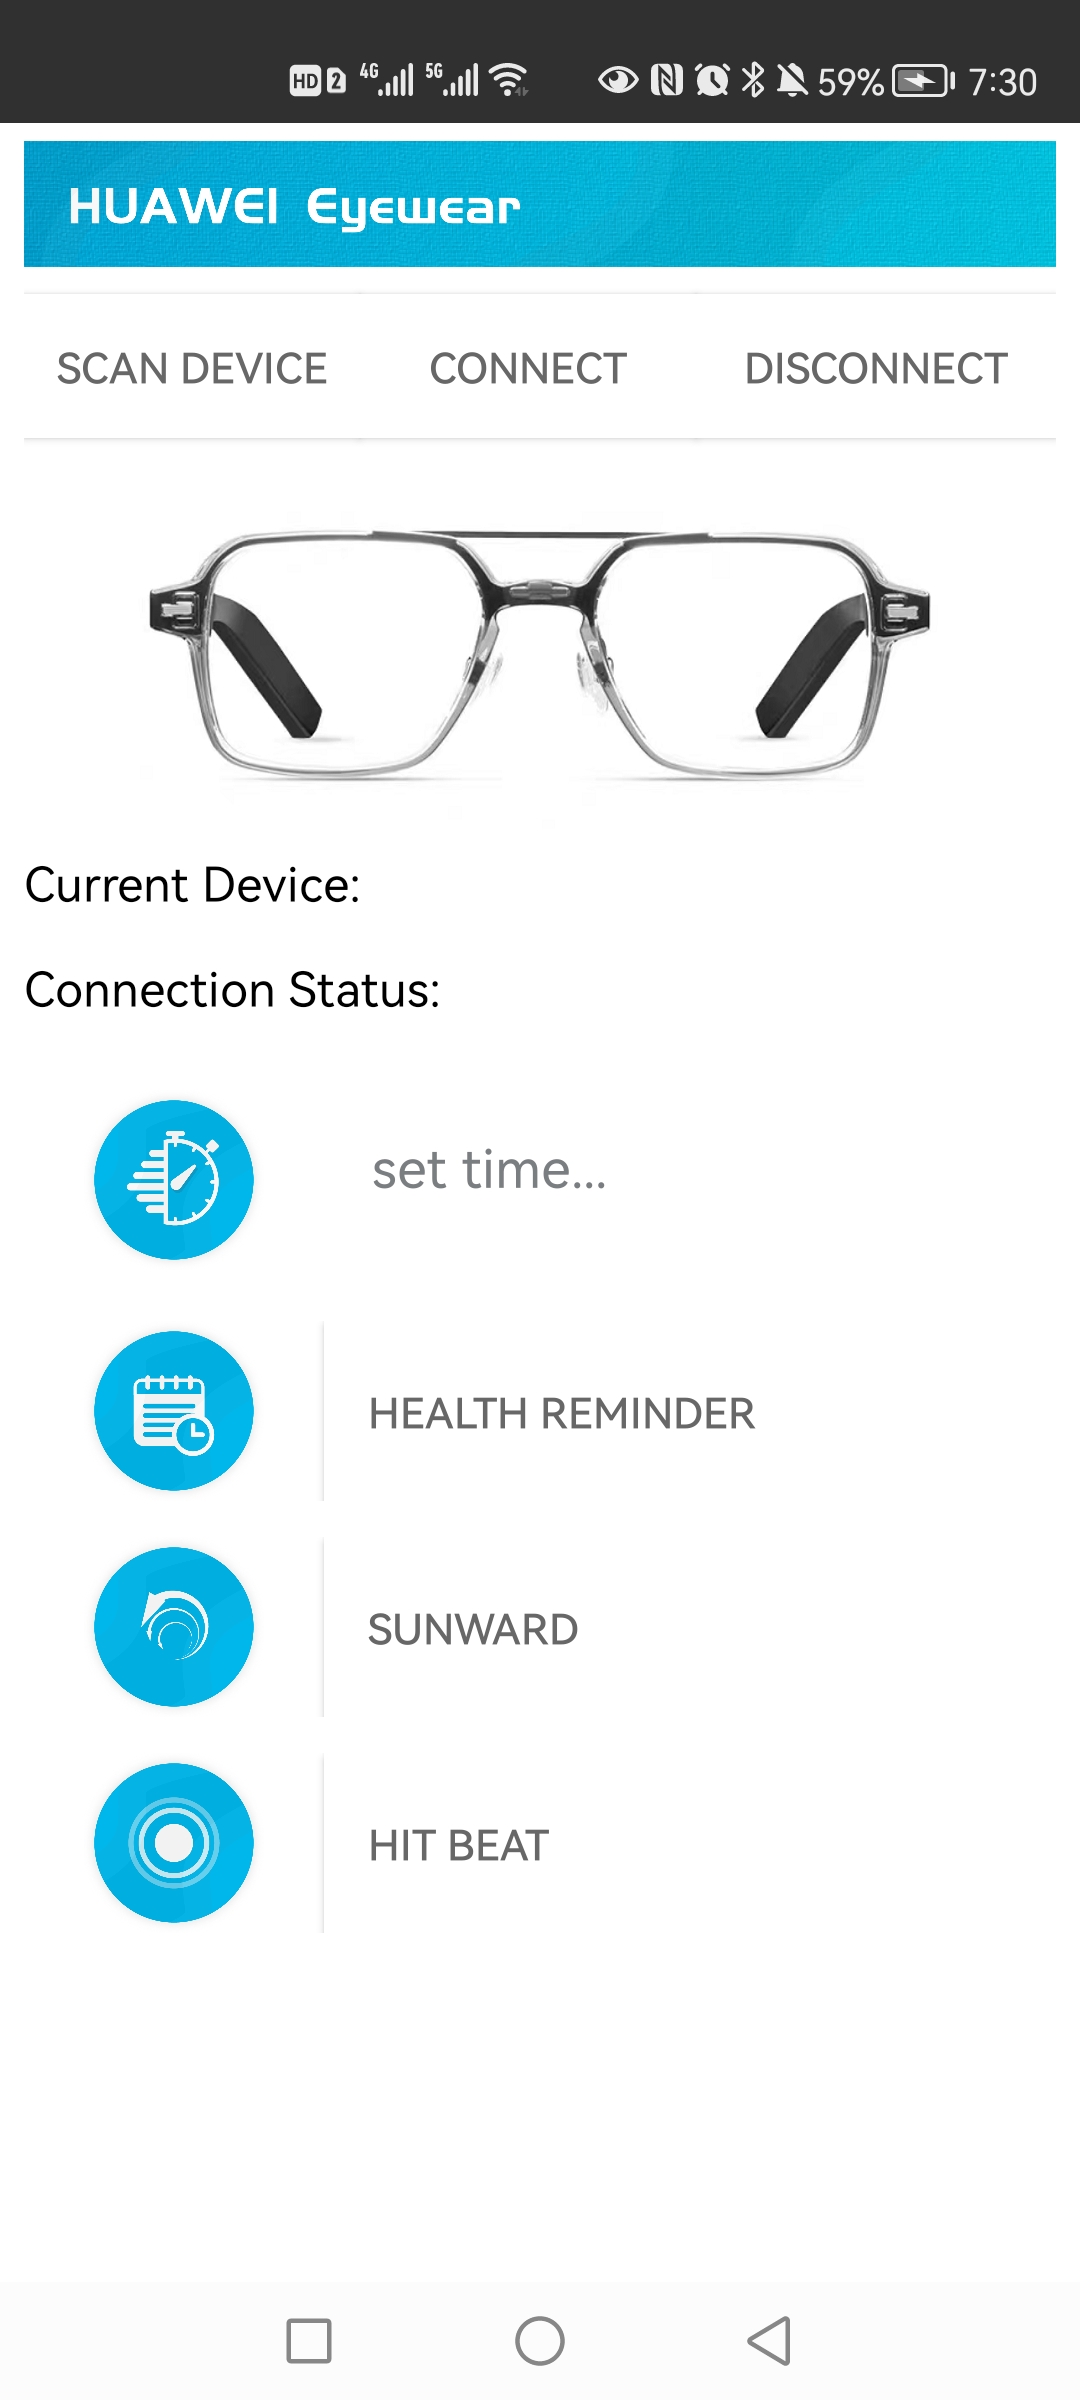 HD 2 4G 5G 59% 7:30
HUAWEI Eyewear
SCAN DEVICE CONNECT DISCONNECT
Current Device:
Connection Status:
set time...
HEALTH REMINDER
SUNWARD
HIT BEAT